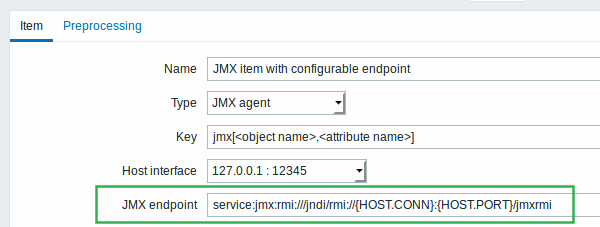 Item Preprocessing
Name JMX item with configurable endpoint
Type JMX agent
Key jmx[<object name>,<attribute name>]
Host interface 127.0.0.1 : 12345
JMX endpoint service:jmx:rmi:///jndi/rmi://{HOST.CONN}:{HOST.PORT}/jmxrmi